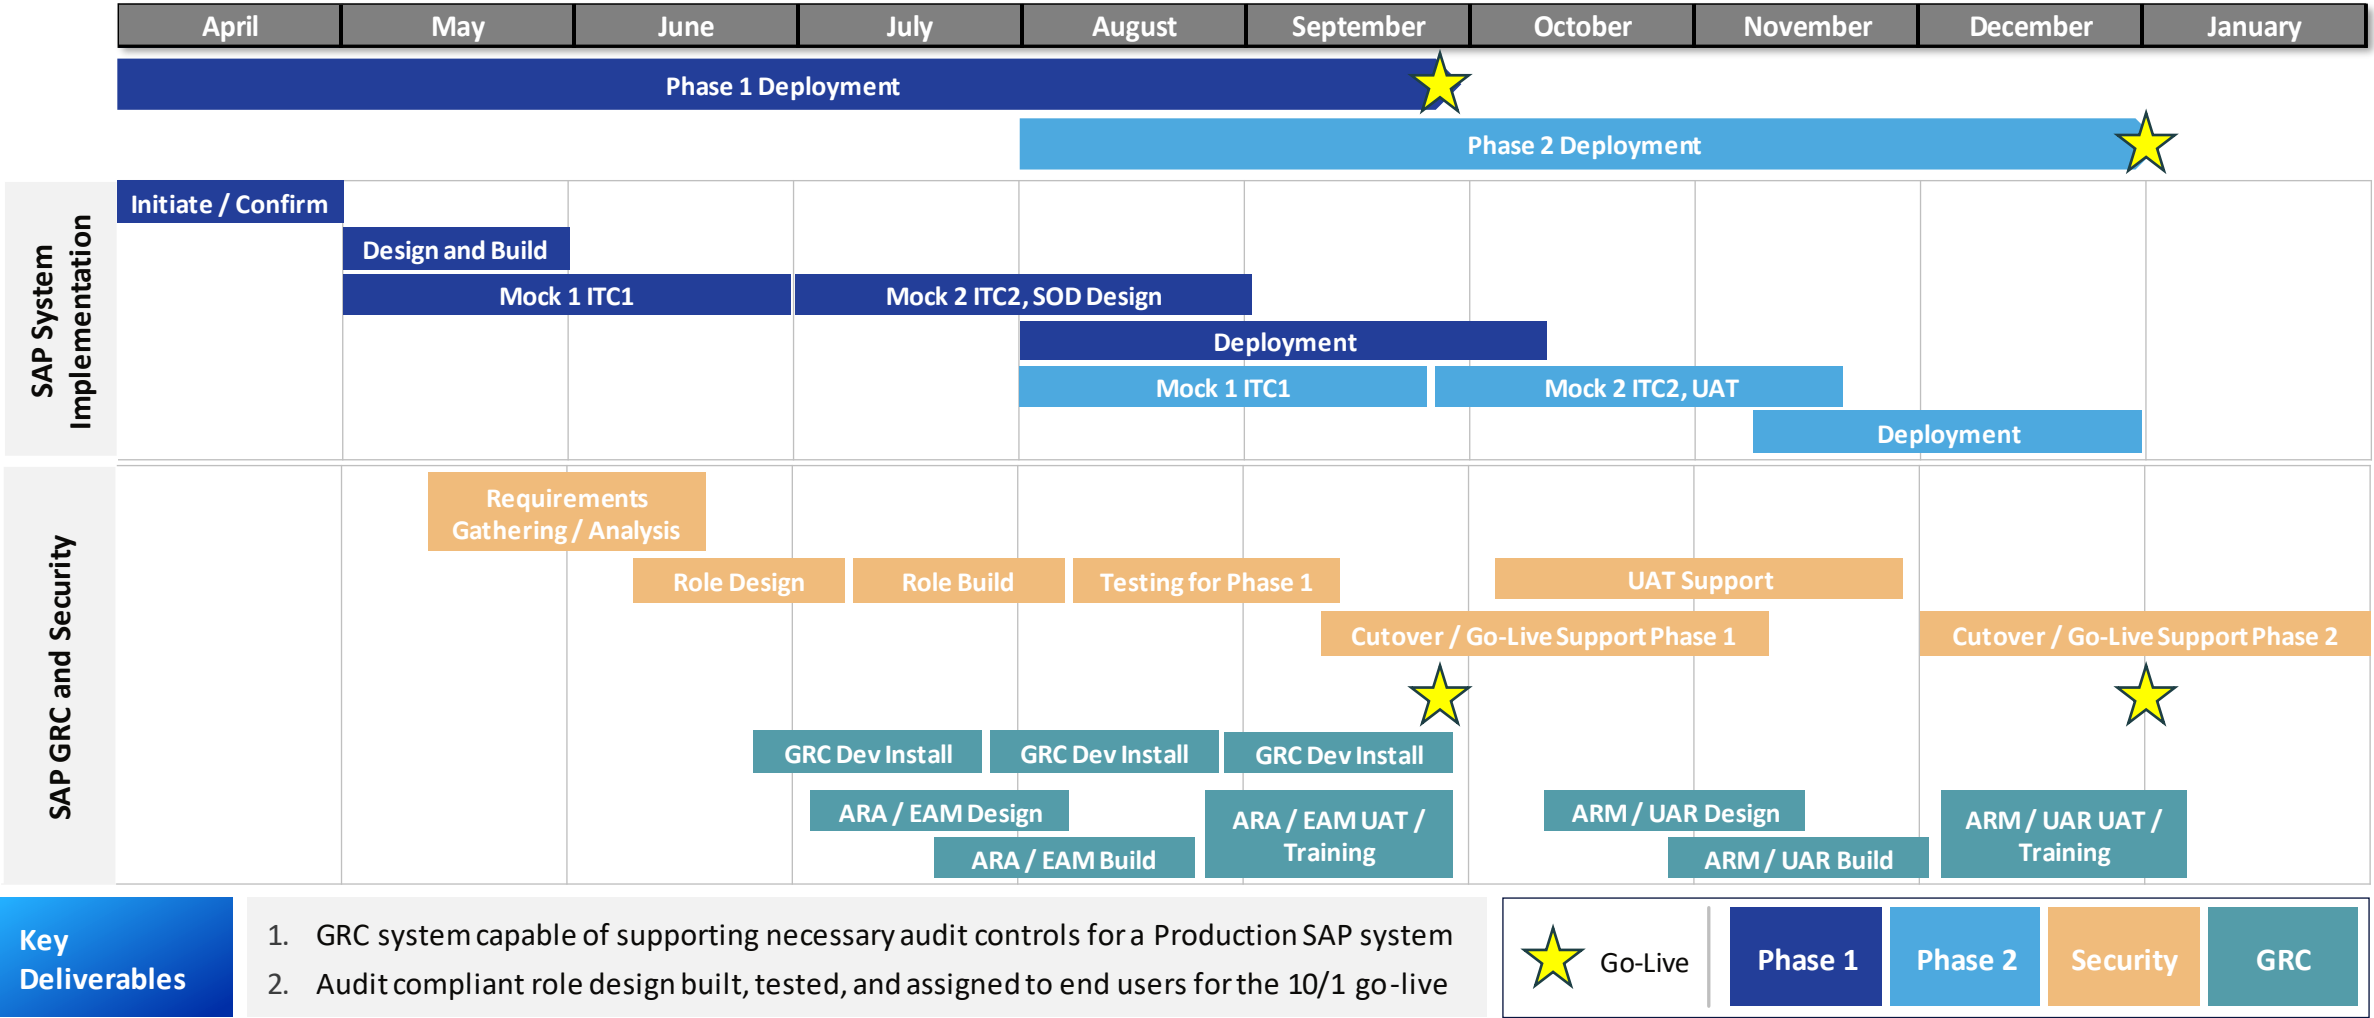 April May June July August September October November December January
Phase 1 Deployment
Phase 2 Deployment
SAP System
Implementation
Initiate / Confirm
Design and Build
Mock 1 ITC1
Mock 2 ITC2, SOD Design
Deployment
Mock 1 ITC1
Mock 2 ITC2, UAT
Deployment
SAP GRC and Security
Requirements
Gathering / Analysis
Role Design
Role Build
Testing for Phase 1
UAT Support
Cutover / Go-Live Support Phase 1
Cutover / Go-Live Support Phase 2
GRC Dev Install
GRC Dev Install
GRC Dev Install
ARA / EAM Design
ARA / EAM Build
ARA / EAM UAT /
Training
ARM / UAR Design
ARM / UAR Build
ARM / UAR UAT /
Training
Key
Deliverables
1. GRC system capable of supporting necessary audit controls for a Production SAP system
2. Audit compliant role design built, tested, and assigned to end users for the 10/1 go-live
Go-Live
Phase 1
Phase 2
Security
GRC